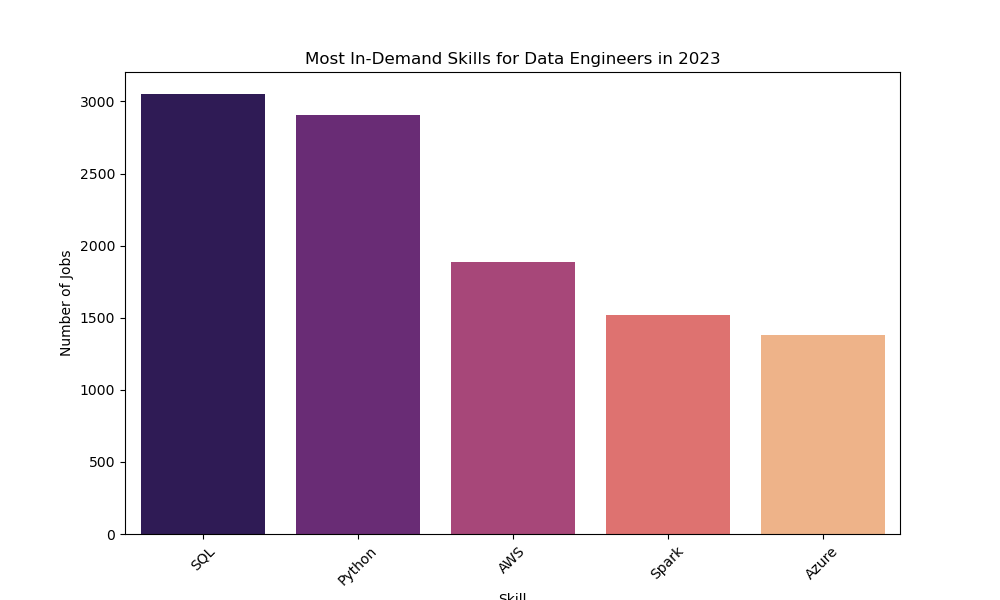 Most In-Demand Skills for Data Engineers in 2023
Number of Jobs
3000
2500
2000
1500
1000
500
0
SQL
Python
AWS
Spark
Azure
Skill